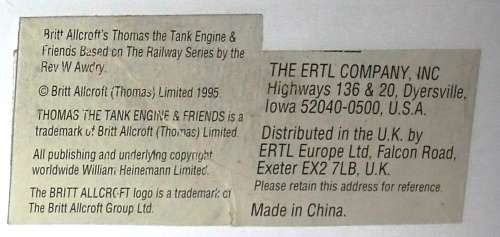 Britt Allcroft's Thomas the Tank Engine &
Friends Based on The Railway Series by the
Rev W Awdry.
© Britt Allcroft (Thomas) Limited 1995.
THOMAS THE TANK ENGINE & FRIENDS is a
trademark of Britt Allcroft (Thomas) Limited.
All publishing and underlying copyright
worldwide William Heinemann Limited.
The BRITT ALLCROFT logo is a trademark of
The Britt Allcroft Group Ltd.
THE ERTL COMPANY, INC
Highways 136 & 20, Dyersville,
Iowa 52040-0500, U.S.A.
Distributed in the U.K. by
ERTL Europe Ltd, Falcon Road,
Exeter EX2 7LB, U.K.
Please retain this address for reference.
Made in China.